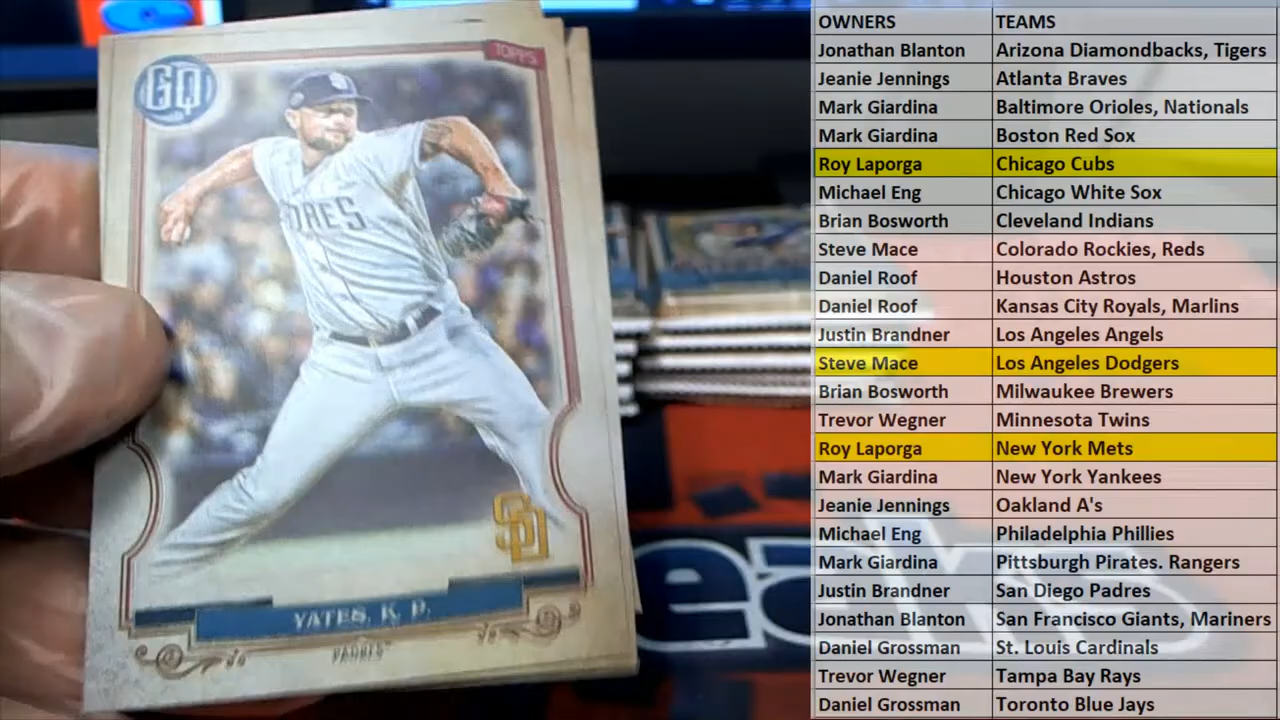 TOPPS
GQ
SD
DRES
SD
YATES, K. P.
PADRES
OWNERS TEAMS
Jonathan Blanton Arizona Diamondbacks, Tigers
Jeanie Jennings Atlanta Braves
Mark Giardina Baltimore Orioles, Nationals
Mark Giardina Boston Red Sox
Roy Laporga Chicago Cubs
Michael Eng Chicago White Sox
Brian Bosworth Cleveland Indians
Steve Mace Colorado Rockies, Reds
Daniel Roof Houston Astros
Daniel Roof Kansas City Royals, Marlins
Justin Brandner Los Angeles Angels
Steve Mace Los Angeles Dodgers
Brian Bosworth Milwaukee Brewers
Trevor Wegner Minnesota Twins
Roy Laporga New York Mets
Mark Giardina New York Yankees
Jeanie Jennings Oakland A's
Michael Eng Philadelphia Phillies
Mark Giardina Pittsburgh Pirates. Rangers
Justin Brandner San Diego Padres
Jonathan Blanton San Francisco Giants, Mariners
Daniel Grossman St. Louis Cardinals
Trevor Wegner Tampa Bay Rays
Daniel Grossman Toronto Blue Jays